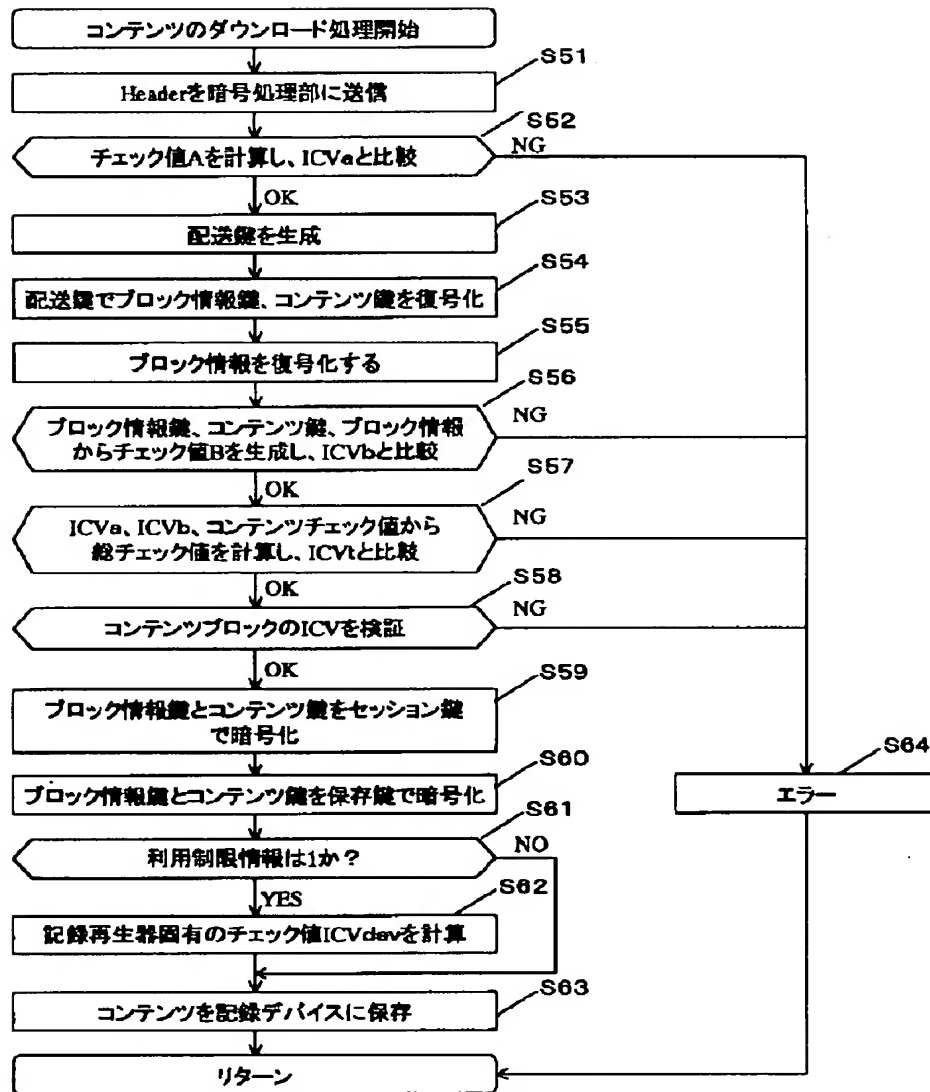 コンテンツのダウンロード処理開始
S51
Headerを暗号処理部に送信
S52
チェック値Aを計算し、ICVaと比較
NG
OK
S53
配送鍵を生成
S54
配送鍵でブロック情報鍵、コンテンツ鍵を復号化
S55
ブロック情報を復号化する
S56
ブロック情報鍵、コンテンツ鍵、ブロック情報
からチェック値Bを生成し、ICVbと比較
NG
OK
S57
ICVa、ICVb、コンテンツチェック値から
総チェック値を計算し、ICVtと比較
NG
OK
S58
コンテンツブロックのICVを検証
NG
OK
S59
ブロック情報鍵とコンテンツ鍵をセッション鍵
で暗号化
S60
ブロック情報鍵とコンテンツ鍵を保存鍵で暗号化
S64
エラー
S61
利用制限情報は1か？
NO
YES
S62
記録再生器固有のチェック値ICVdevを計算
S63
コンテンツを記録デバイスに保存
リターン